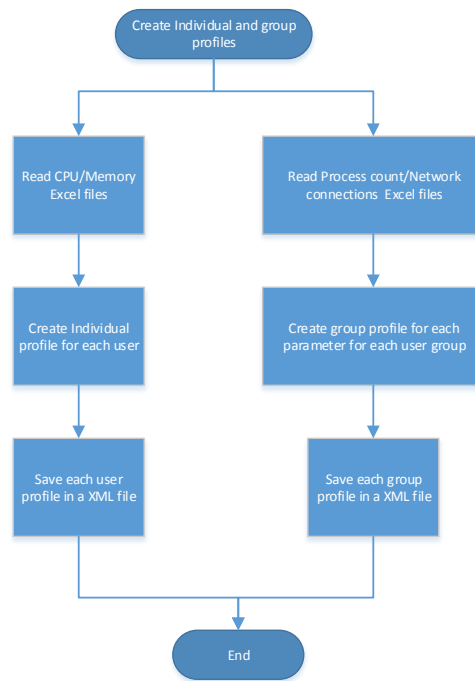 Create Individual and group
profiles
Read CPU/Memory
Excel files
Create Individual
profile for each user
Save each user
profile in a XML file
Read Process count/Network
connections Excel files
Create group profile for each
parameter for each user group
Save each group
profile in a XML file
End